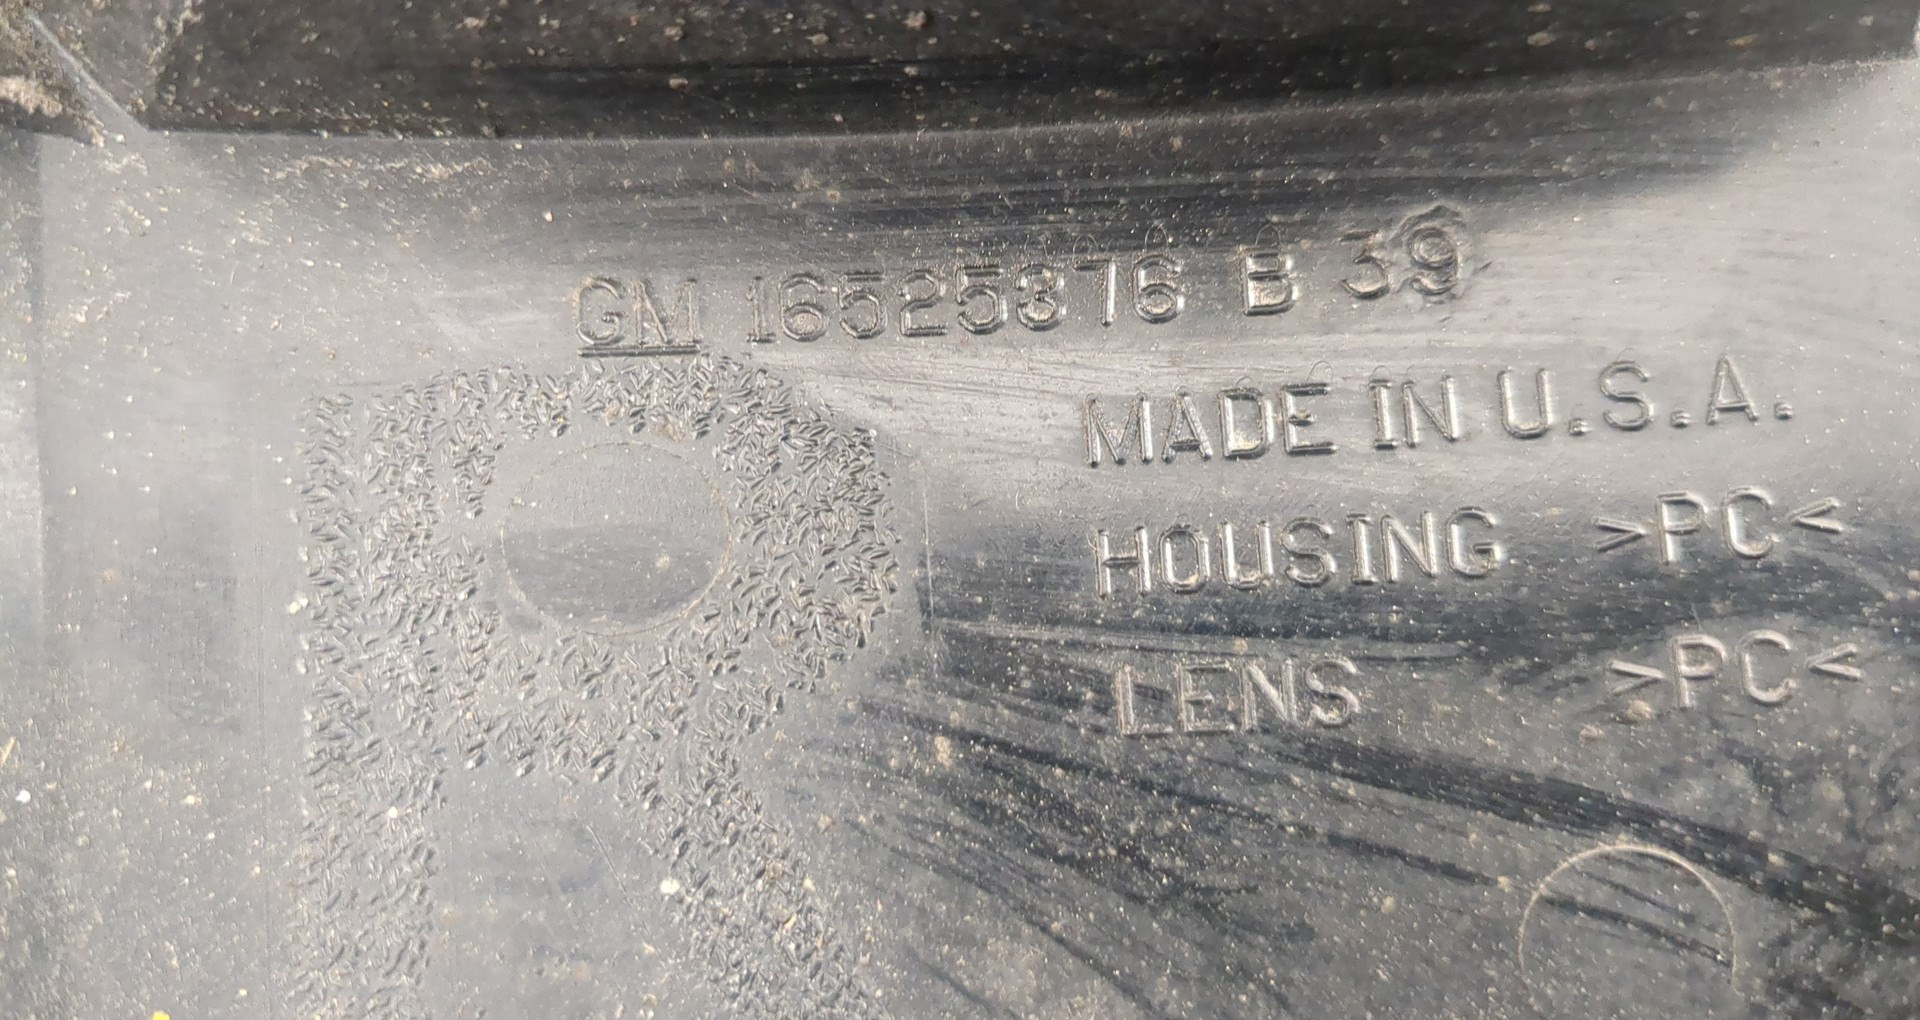 GM 16525376 B 39
MADE IN U.S.A.
HOUSING >PC<
LENS >PC<
R